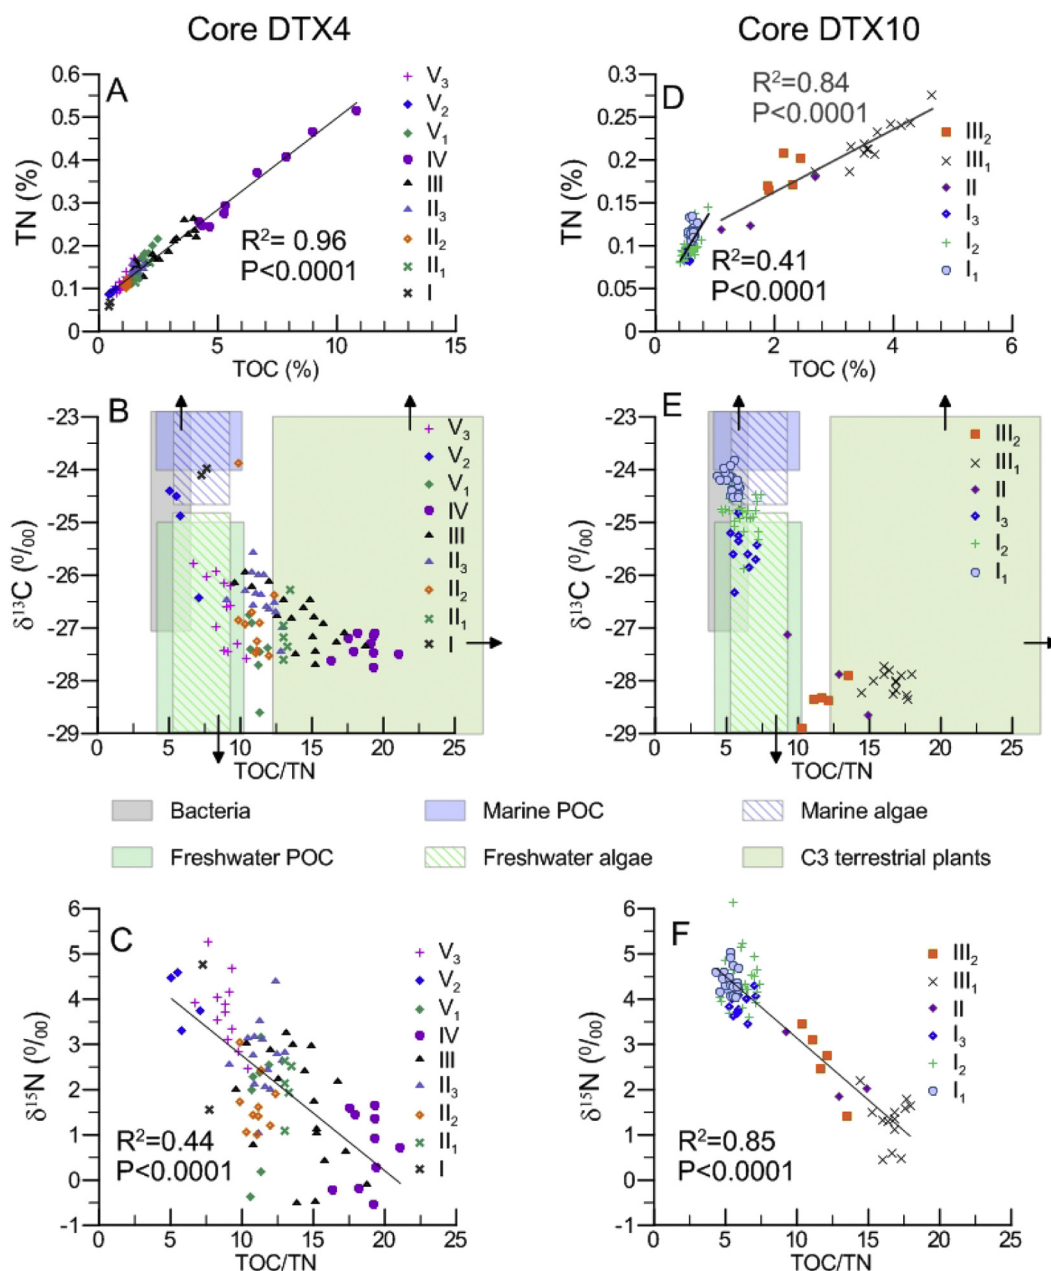 Core DTX4
Core DTX10
A
TN (%)
0.6
0.5
0.4
0.3
0.2
0.1
0
0 5 10 15
TOC (%)
R²= 0.96
P<0.0001
V₃
V₂
V₁
IV
III
II₃
II₂
II₁
I
D
TN (%)
0.3
0.25
0.2
0.15
0.1
0.05
0
0 2 4 6
TOC (%)
R²=0.84
P<0.0001
R²=0.41
P<0.0001
III₂
III₁
II
I₃
I₂
I₁
B
δ¹³C (⁰/₀₀)
-23
-24
-25
-26
-27
-28
-29
0 5 10 15 20 25
TOC/TN
V₃
V₂
V₁
IV
III
II₃
II₂
II₁
I
E
δ¹³C (⁰/₀₀)
-23
-24
-25
-26
-27
-28
-29
0 5 10 15 20 25
TOC/TN
III₂
III₁
II
I₃
I₂
I₁
Bacteria
Marine POC
Marine algae
Freshwater POC
Freshwater algae
C3 terrestrial plants
C
δ¹⁵N (⁰/₀₀)
6
5
4
3
2
1
0
-1
0 5 10 15 20 25
TOC/TN
R²=0.44
P<0.0001
V₃
V₂
V₁
IV
III
II₃
II₂
II₁
I
F
δ¹⁵N (⁰/₀₀)
6
5
4
3
2
1
0
-1
0 5 10 15 20 25
TOC/TN
R²=0.85
P<0.0001
III₂
III₁
II
I₃
I₂
I₁